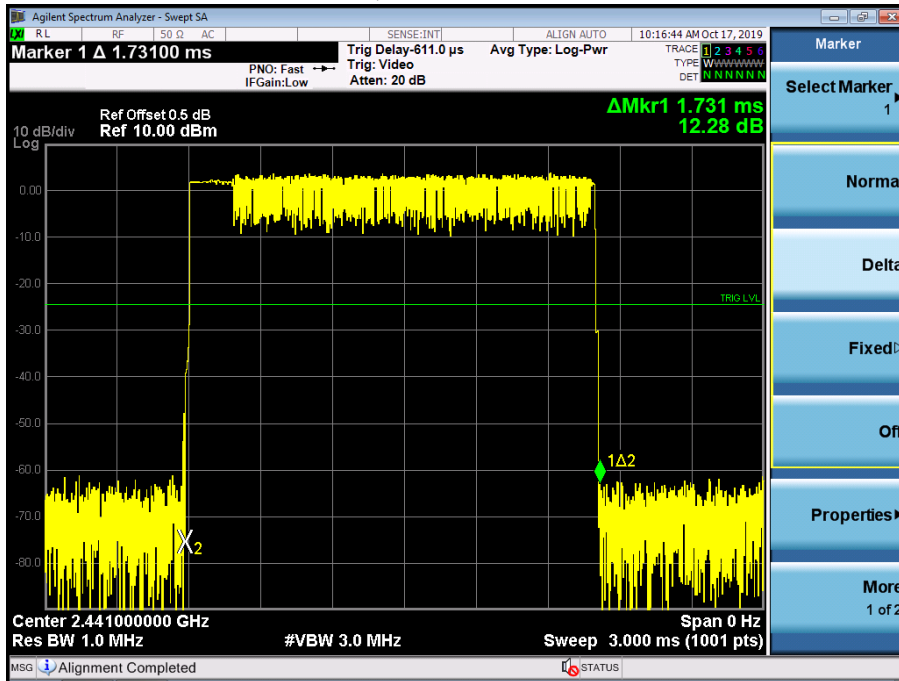 Agilent Spectrum Analyzer - Swept SA
LXI RL RF 50 Ω AC SENSE:INT ALIGN AUTO 10:16:44 AM Oct 17, 2019
Marker 1 Δ 1.73100 ms
PNO: Fast
IFGain:Low
Trig Delay-611.0 µs
Trig: Video
Atten: 20 dB
Avg Type: Log-Pwr
TRACE 1 2 3 4 5 6
TYPE WWWWWW
DET N N N N N N
ΔMkr1 1.731 ms
12.28 dB
Ref Offset 0.5 dB
10 dB/div Ref 10.00 dBm
Log
0.00
-10.0
-20.0
TRIG LVL
-30.0
-40.0
-50.0
-60.0
1Δ2
-70.0
X2
-80.0
Center 2.441000000 GHz Span 0 Hz
Res BW 1.0 MHz #VBW 3.0 MHz Sweep 3.000 ms (1001 pts)
MSG Alignment Completed STATUS
Marker
Select Marker
1
Norma
Delta
Fixed
Off
Properties
More
1 of 2